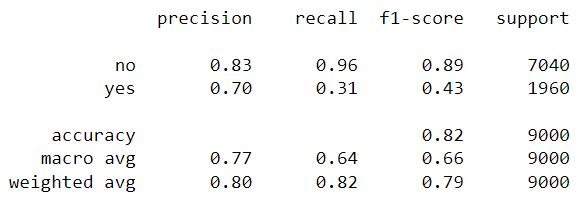 precision recall f1-score support
no 0.83 0.96 0.89 7040
yes 0.70 0.31 0.43 1960
accuracy 0.82 9000
macro avg 0.77 0.64 0.66 9000
weighted avg 0.80 0.82 0.79 9000